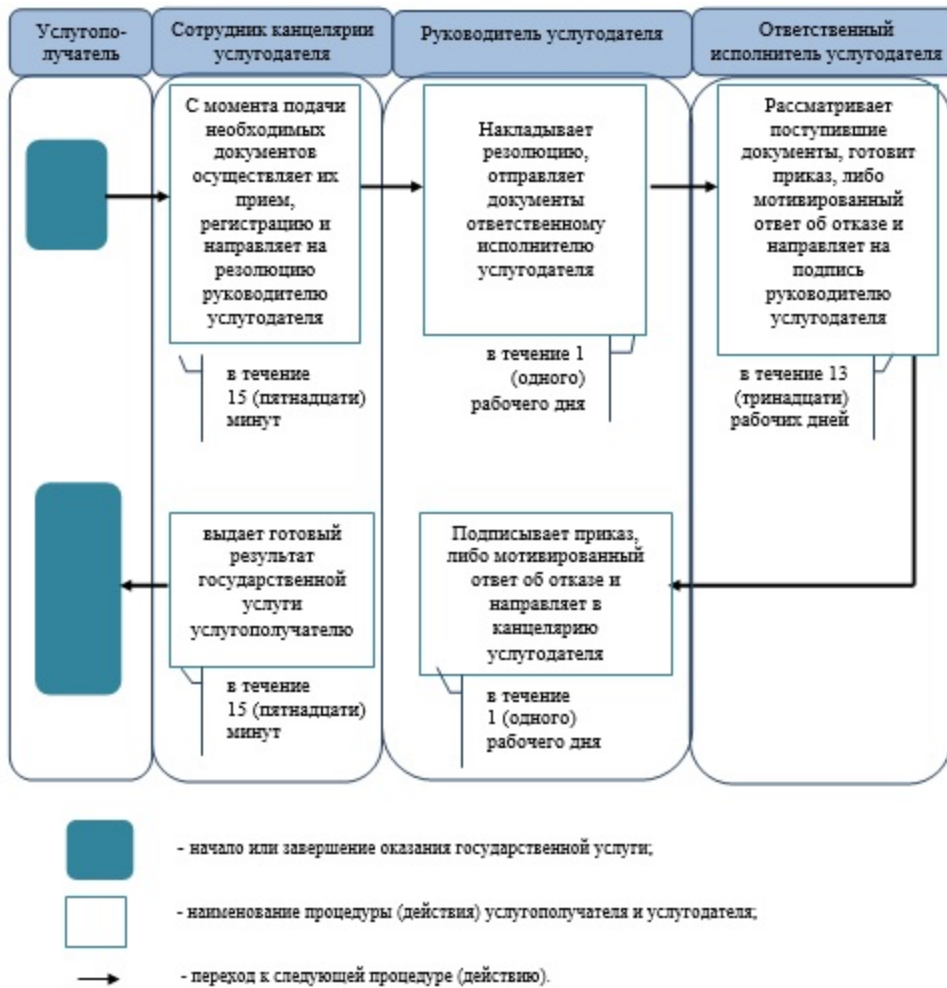 Услугопо-
лучатель
Сотрудник канцелярии
услугодателя
Руководитель услугодателя
Ответственный
исполнитель услугодателя
С момента подачи
необходимых
документов
осуществляет их
прием,
регистрацию и
направляет на
резолюцию
руководителю
услугодателя
Накладывает
резолюцию,
отправляет
документы
ответственному
исполнителю
услугодателя
Рассматривает
поступившие
документы, готовит
приказ, либо
мотивированный
ответ об отказе и
направляет на
подпись
руководителю
услугодателя
в течение
15 (пятнадцати)
минут
в течение 1
(одного)
рабочего дня
в течение 13
(тринадцати)
рабочих дней
выдает готовый
результат
государственной
услуги
услугополучателю
Подписывает приказ,
либо мотивированный
ответ об отказе и
направляет в
канцелярию
услугодателя
в течение
15 (пятнадцати)
минут
в течение
1 (одного)
рабочего дня
- начало или завершение оказания государственной услуги;
- наименование процедуры (действия) услугополучателя и услугодателя;
- переход к следующей процедуре (действию).